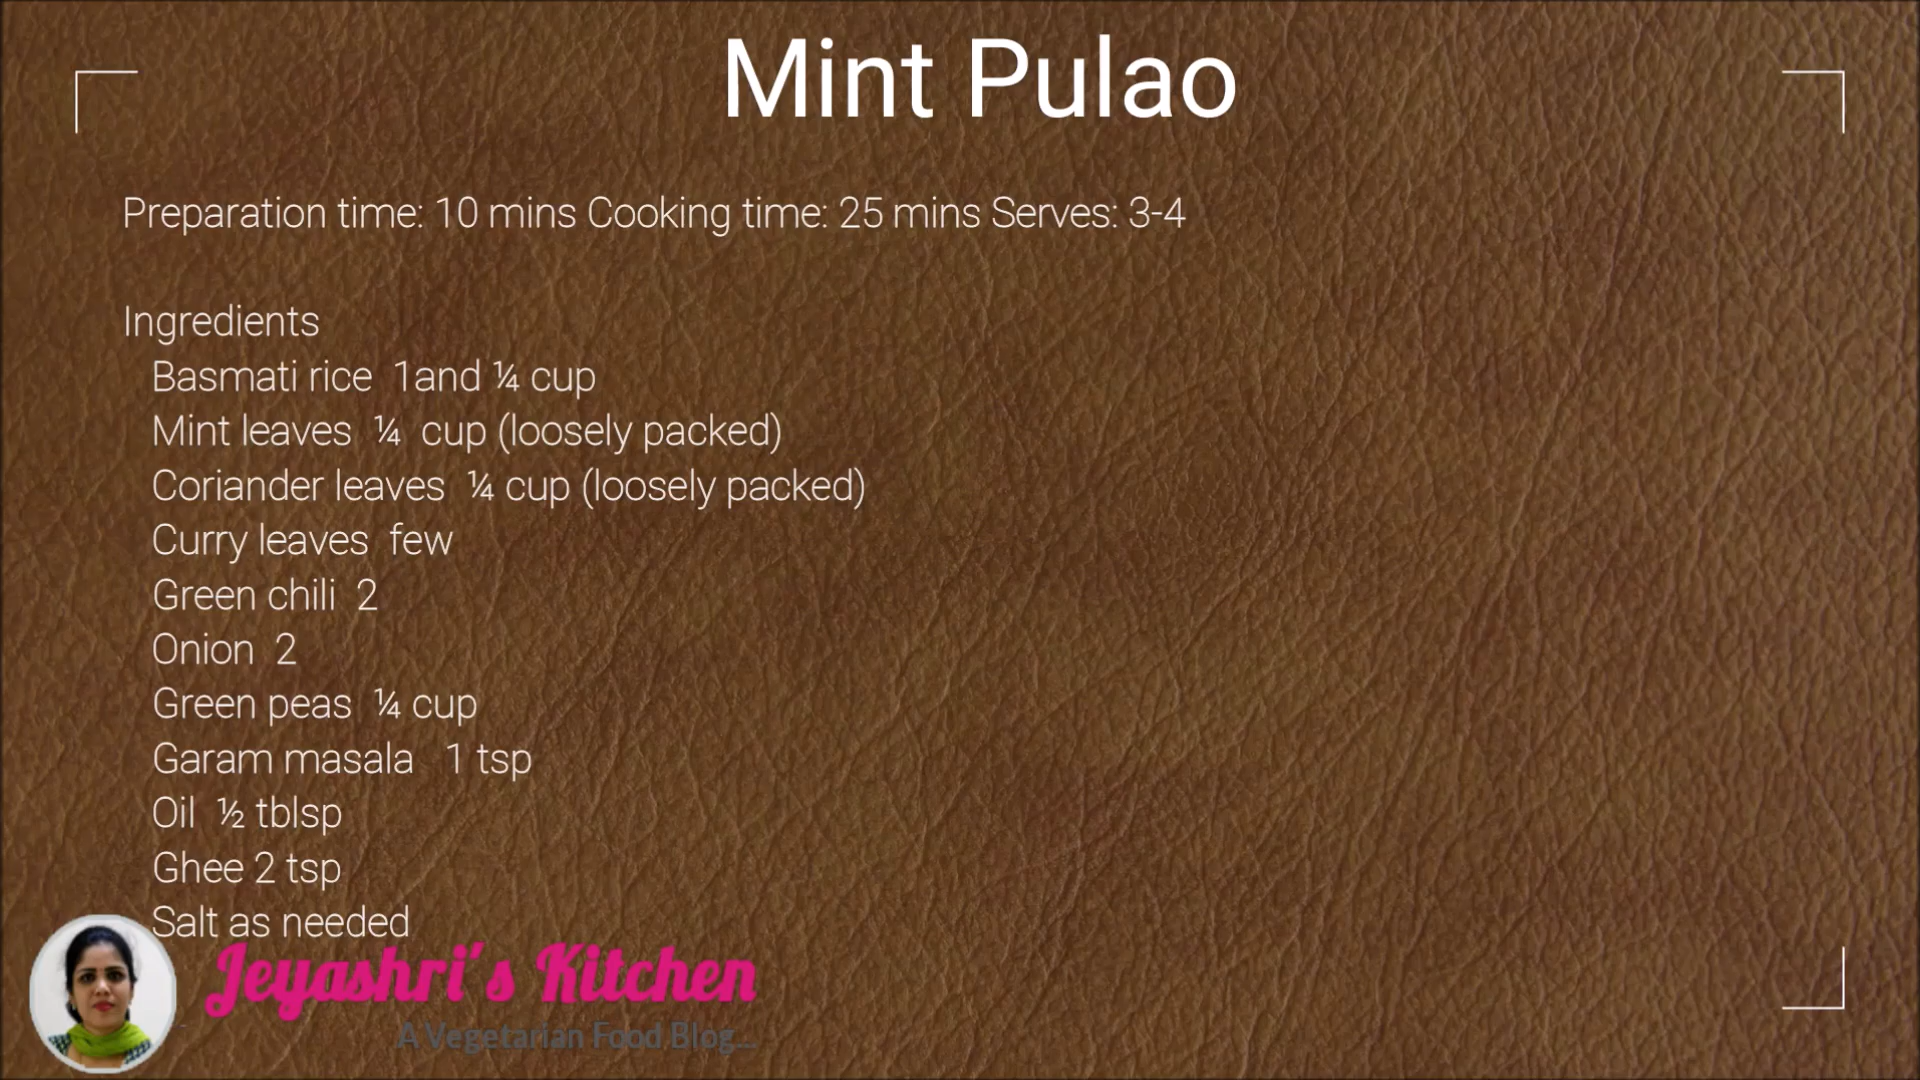 Mint Pulao
Preparation time: 10 mins Cooking time: 25 mins Serves: 3-4
Ingredients
Basmati rice 1and ¼ cup
Mint leaves ¼ cup (loosely packed)
Coriander leaves ¼ cup (loosely packed)
Curry leaves few
Green chili 2
Onion 2
Green peas ¼ cup
Garam masala 1 tsp
Oil ½ tblsp
Ghee 2 tsp
Salt as needed
Jeyashri's Kitchen
A Vegetarian Food Blog...